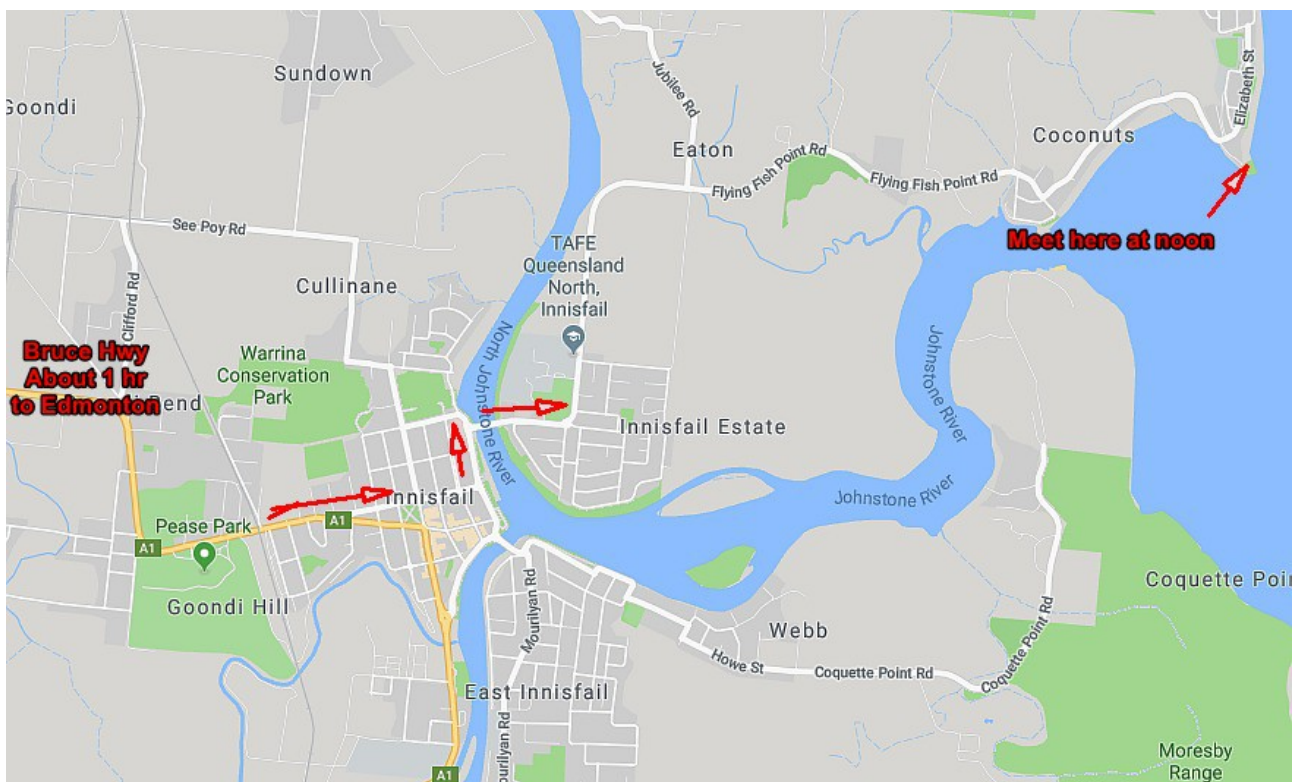 Sundown
Goondi
Jubilee Rd
Elizabeth St
Coconuts
Eaton
Flying Fish Point Rd
Flying Fish Point Rd
See Poy Rd
Meet here at noon
TAFE
Queensland
North,
Innisfail
Cullinane
Clifford Rd
North Johnstone River
Johnstone River
Bruce Hwy
About 1 hr
to Edmonton
Warrina
Conservation
Park
Bend
Innisfail Estate
Innisfail
Johnstone River
Pease Park
A1
A1
Goondi Hill
Coquette Poin
Coquette Point Rd
Webb
Mourilyan Rd
Howe St
Coquette Point Rd
Coquette Point Rd
East Innisfail
Mourilyan Rd
Moresby
Range
A1